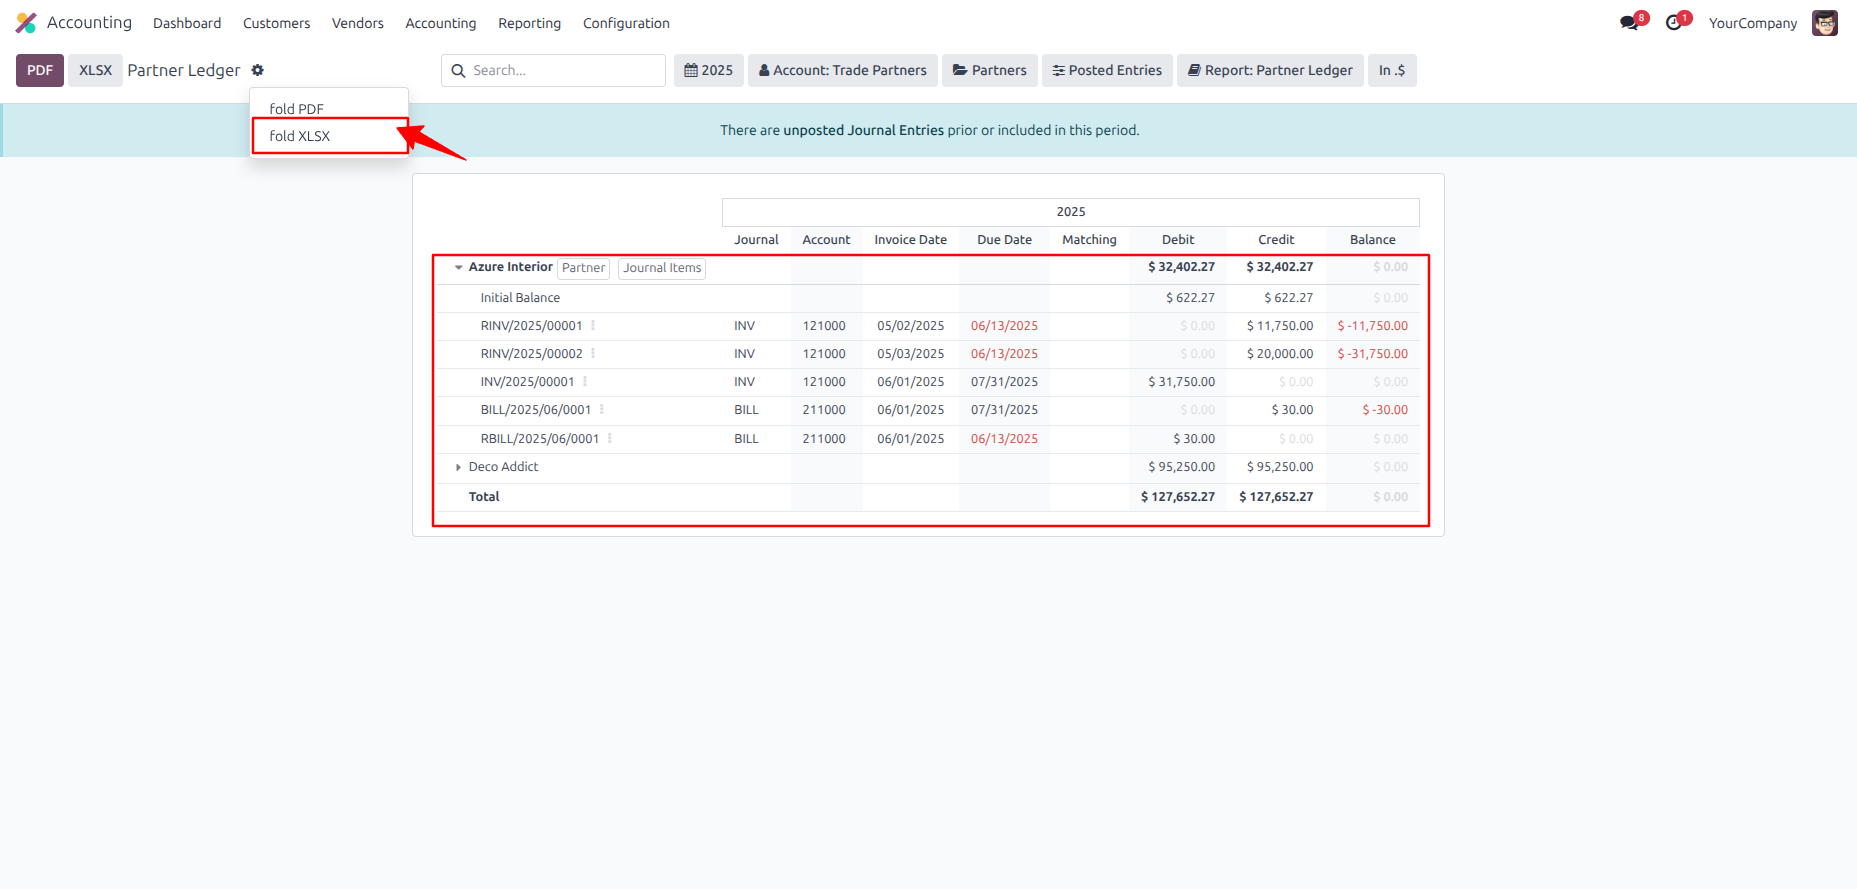 Accounting Dashboard Customers Vendors Accounting Reporting Configuration 8 1 YourCompany
PDF XLSX Partner Ledger Search... 2025 Account: Trade Partners Partners Posted Entries Report: Partner Ledger In .$
fold PDF
fold XLSX
There are unposted Journal Entries prior or included in this period.
2025
Journal Account Invoice Date Due Date Matching Debit Credit Balance
Azure Interior Partner Journal Items $ 32,402.27 $ 32,402.27 $ 0.00
Initial Balance $ 622.27 $ 622.27 $ 0.00
RINV/2025/00001 INV 121000 05/02/2025 06/13/2025 $ 0.00 $ 11,750.00 $ -11,750.00
RINV/2025/00002 INV 121000 05/03/2025 06/13/2025 $ 0.00 $ 20,000.00 $ -31,750.00
INV/2025/00001 INV 121000 06/01/2025 07/31/2025 $ 31,750.00 $ 0.00 $ 0.00
BILL/2025/06/0001 BILL 211000 06/01/2025 07/31/2025 $ 0.00 $ 30.00 $ -30.00
RBILL/2025/06/0001 BILL 211000 06/01/2025 06/13/2025 $ 30.00 $ 0.00 $ 0.00
Deco Addict $ 95,250.00 $ 95,250.00 $ 0.00
Total $ 127,652.27 $ 127,652.27 $ 0.00